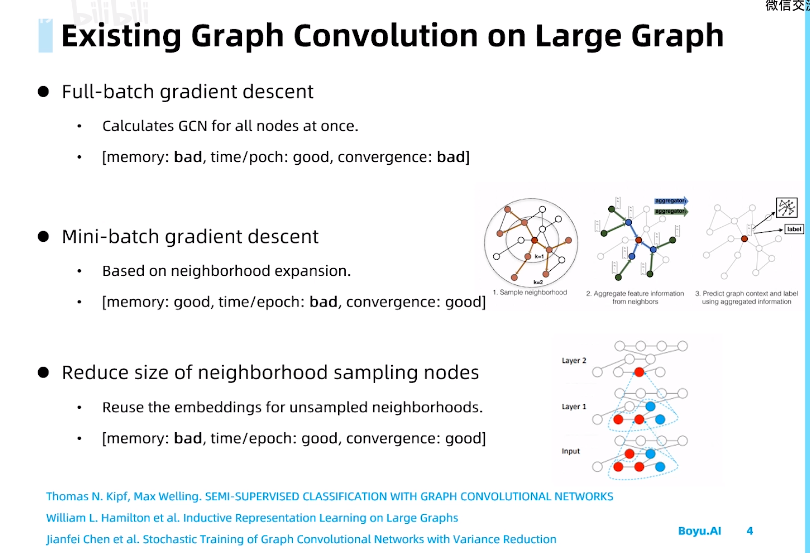 bilibili
微信交流
Existing Graph Convolution on Large Graph
● Full-batch gradient descent
• Calculates GCN for all nodes at once.
• [memory: bad, time/poch: good, convergence: bad]
● Mini-batch gradient descent
• Based on neighborhood expansion.
• [memory: good, time/epoch: bad, convergence: good]
k=1
k=2
1. Sample neighborhood
aggregator
aggregator
2. Aggregate feature information
from neighbors
label
3. Predict graph context and label
using aggregated information
● Reduce size of neighborhood sampling nodes
• Reuse the embeddings for unsampled neighborhoods.
• [memory: bad, time/epoch: good, convergence: good]
Layer 2
Layer 1
Input
Thomas N. Kipf, Max Welling. SEMI-SUPERVISED CLASSIFICATION WITH GRAPH CONVOLUTIONAL NETWORKS
William L. Hamilton et al. Inductive Representation Learning on Large Graphs
Jianfei Chen et al. Stochastic Training of Graph Convolutional Networks with Variance Reduction
Boyu.AI 4